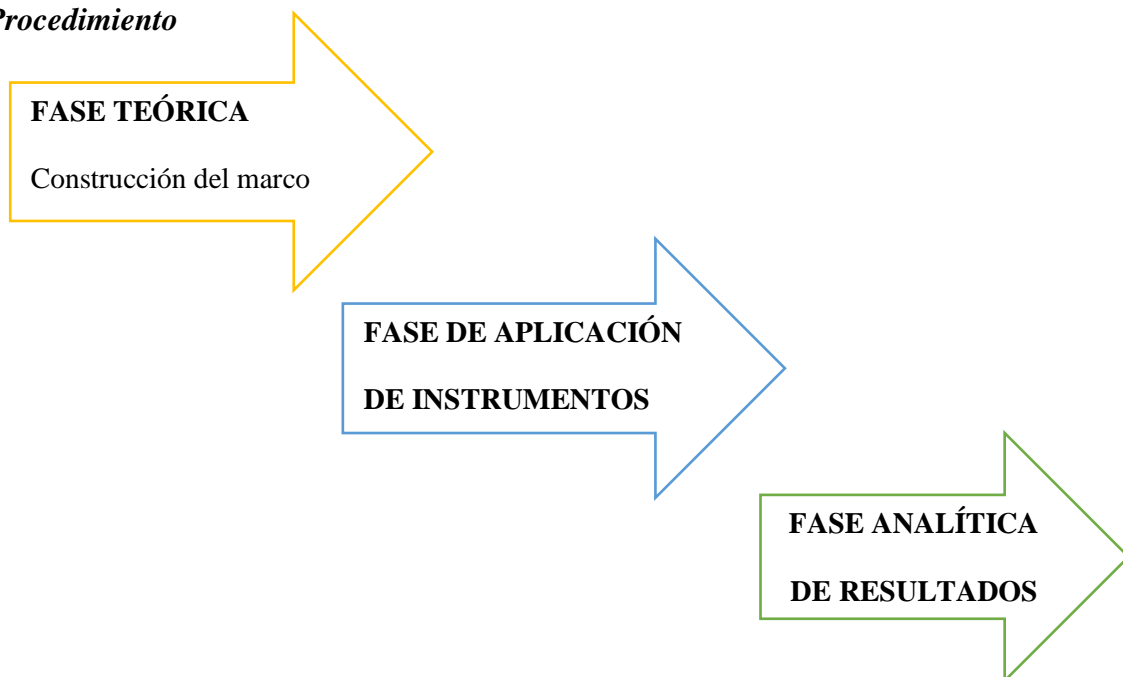 Procedimiento
FASE TEÓRICA
Construcción del marco
FASE DE APLICACIÓN
DE INSTRUMENTOS
FASE ANALÍTICA
DE RESULTADOS